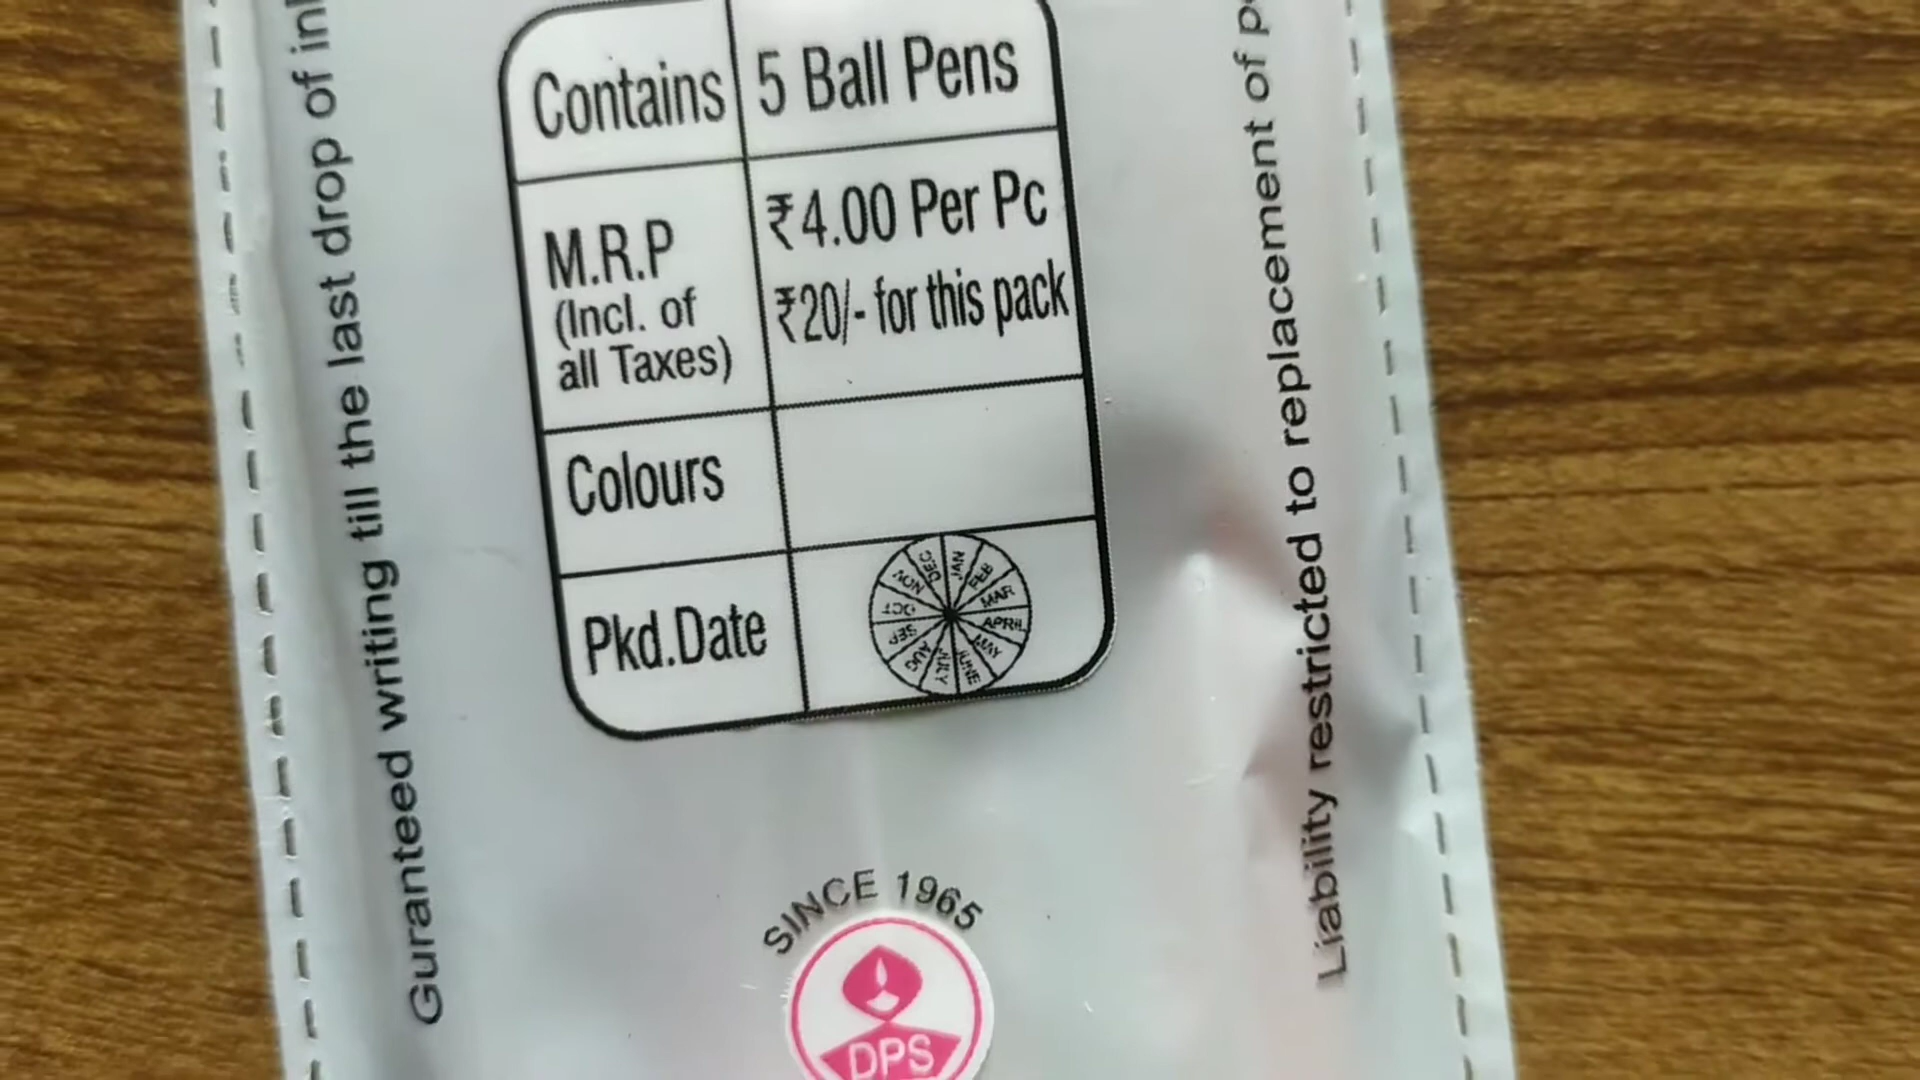 Contains
5 Ball Pens
M.R.P
(Incl. of
all Taxes)
₹4.00 Per Pc
₹20/- for this pack
Colours
Pkd.Date
JAN
FEB
MAR
APRIL
MAY
JUNE
JULY
AUG
SEP
OCT
NOV
DEC
Guranteed writing till the last drop of
Liability restricted to replacement of
SINCE 1965
DPS